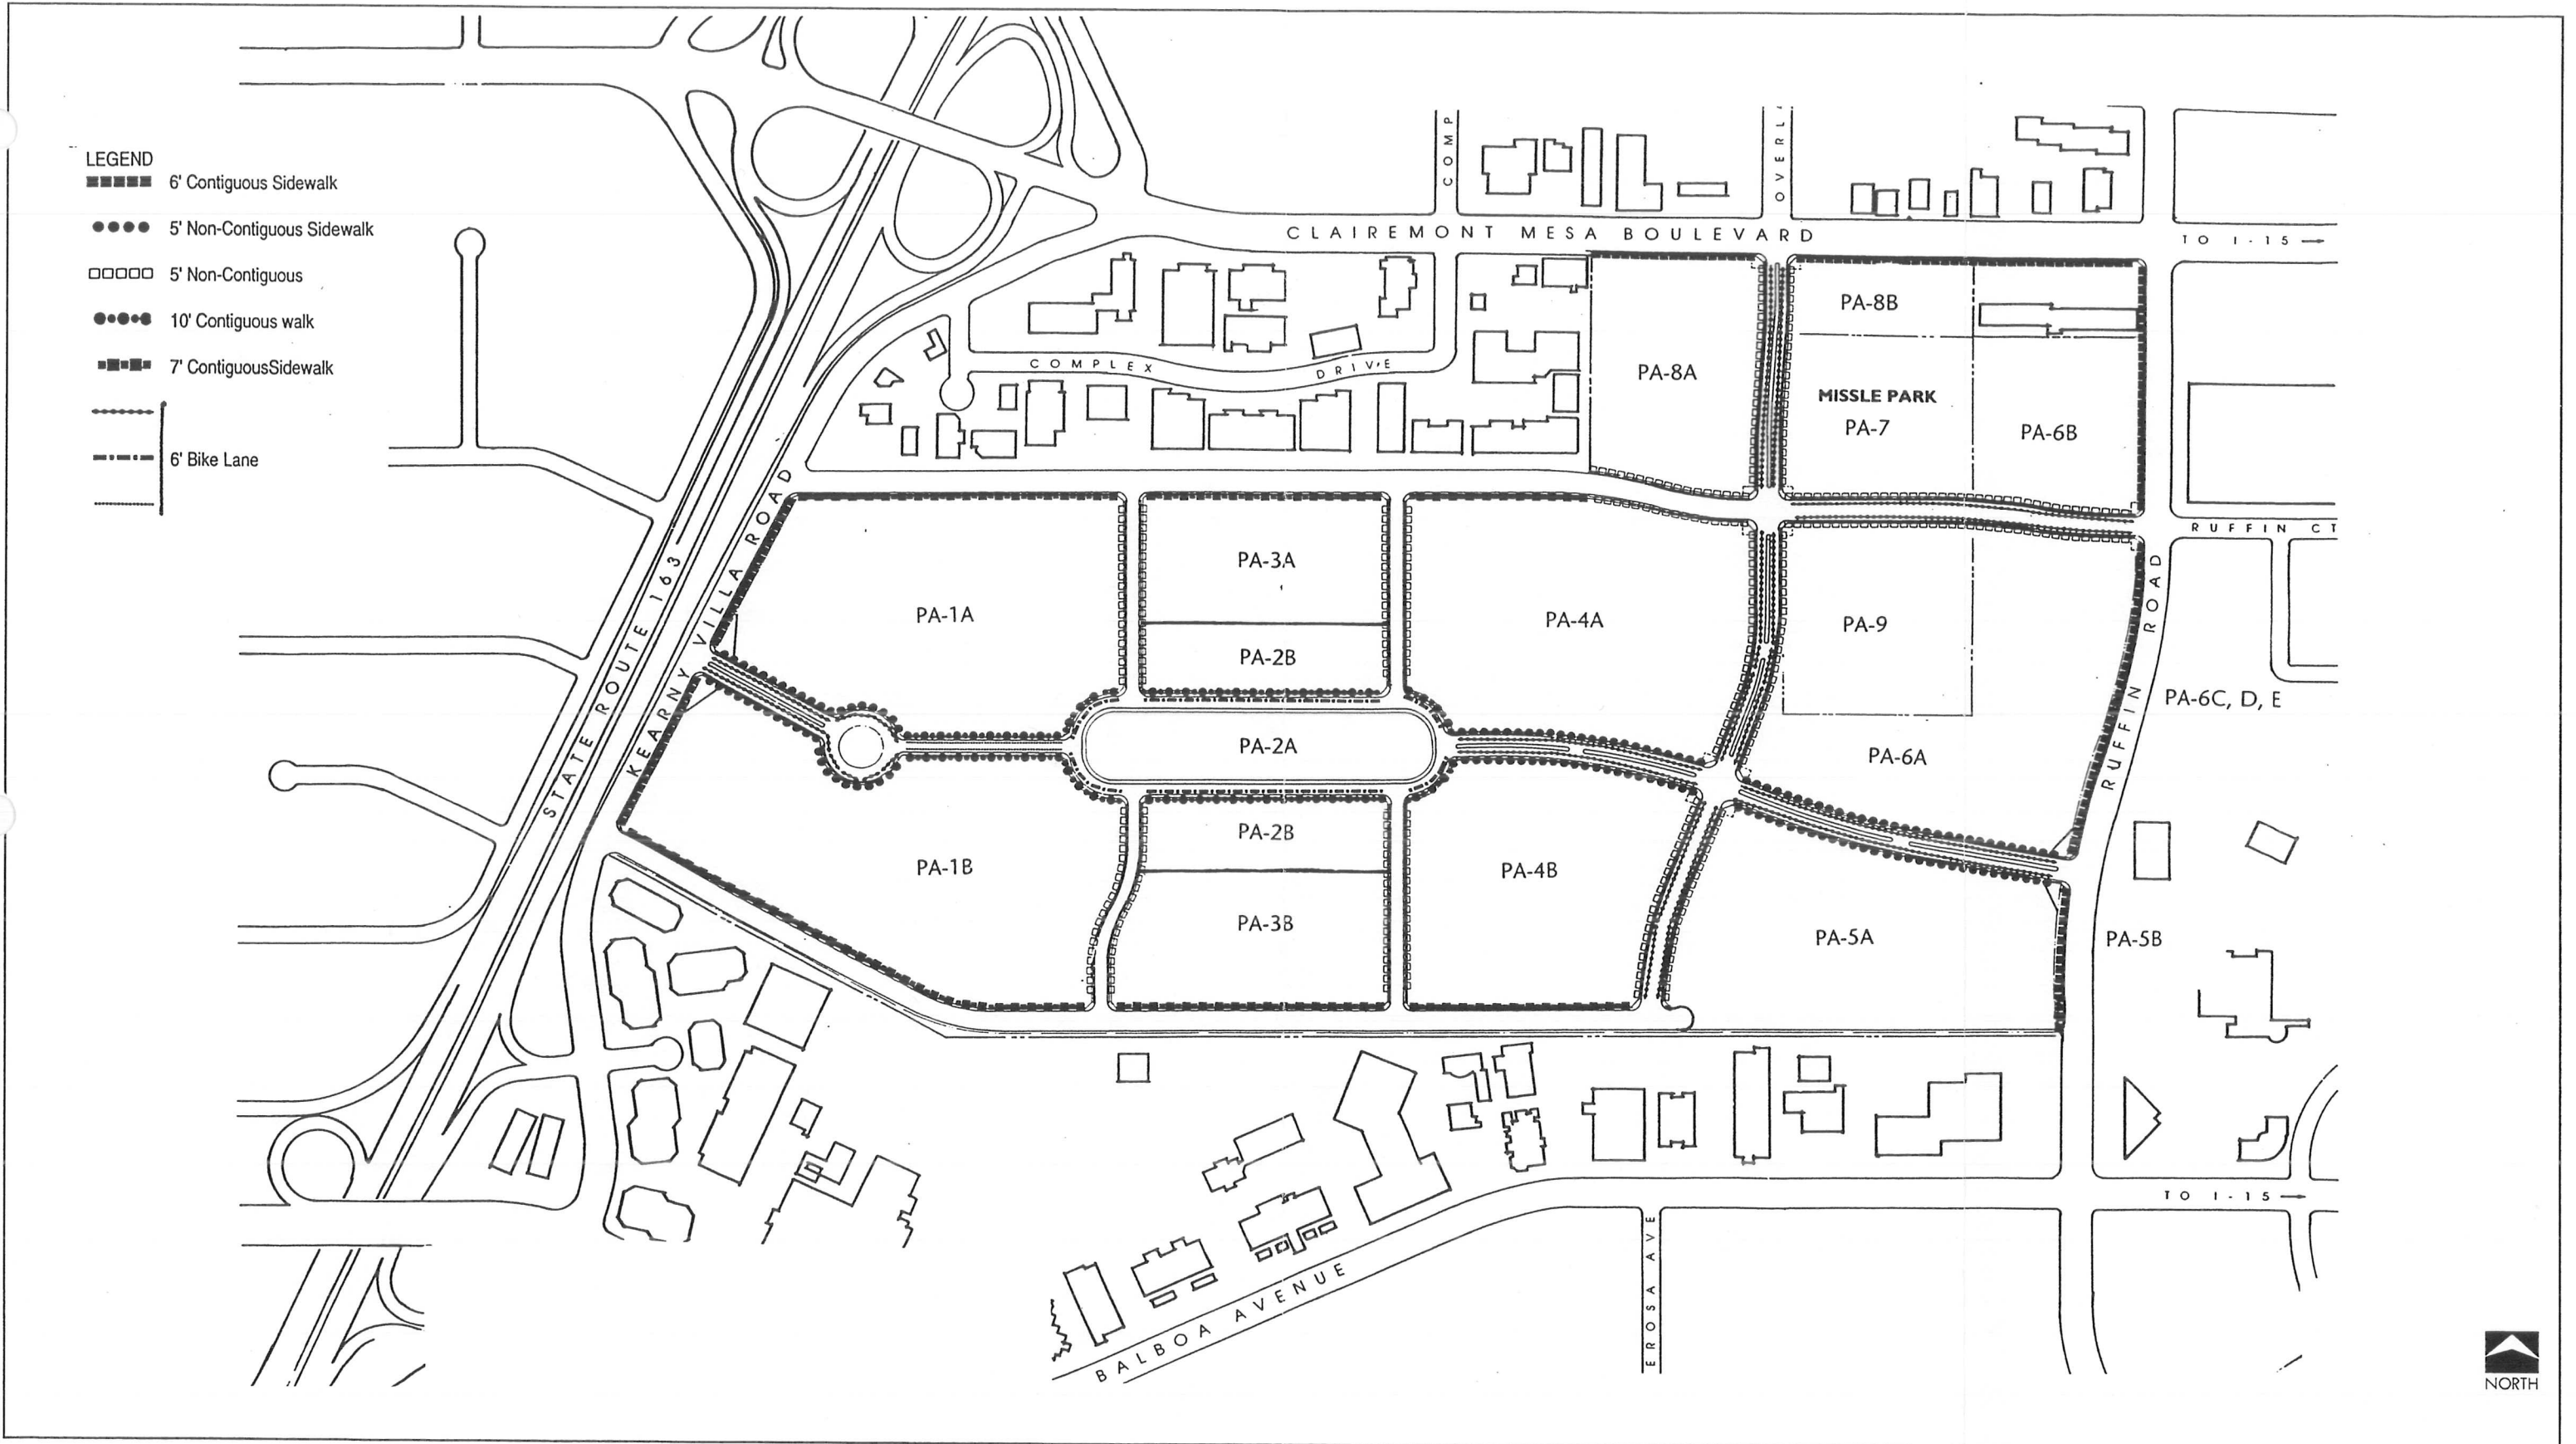 LEGEND
6' Contiguous Sidewalk
5' Non-Contiguous Sidewalk
5' Non-Contiguous
10' Contiguous walk
7' ContiguousSidewalk
6' Bike Lane
COMP
OVERL
CLAIREMONT MESA BOULEVARD
TO I-15
COMPLEX DRIVE
PA-8A
PA-8B
MISSLE PARK
PA-7
PA-6B
RUFFIN CT
STATE ROUTE 163
KEARNY VILLA ROAD
PA-1A
PA-3A
PA-2B
PA-4A
PA-9
RUFFIN ROAD
PA-6C, D, E
PA-2A
PA-6A
PA-1B
PA-2B
PA-3B
PA-4B
PA-5A
PA-5B
TO I-15
BALBOA AVENUE
EROSA AVE
NORTH